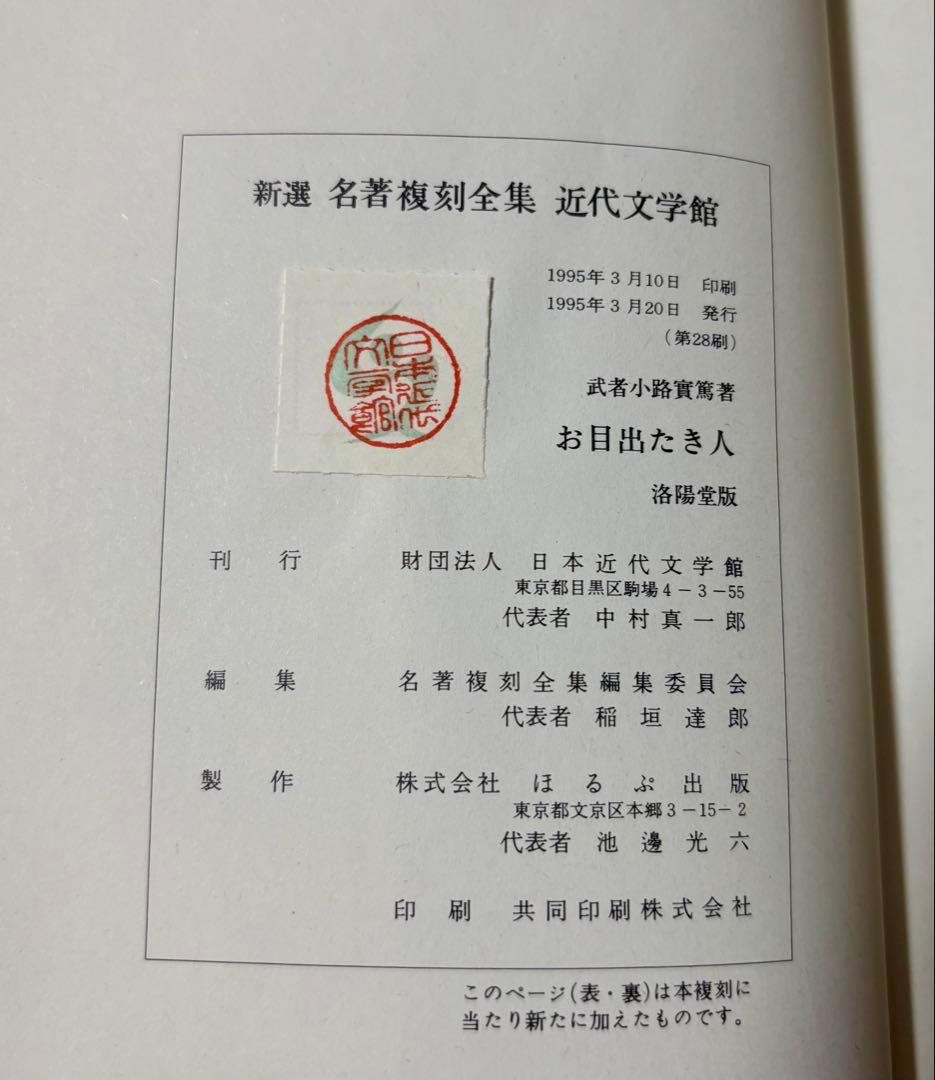 新選 名著複刻全集 近代文学館
日本近代
文学館
1995年3月10日 印刷
1995年3月20日 発行
(第28刷)
武者小路實篤著
お目出たき人
洛陽堂版
刊行 財団法人 日本近代文学館
東京都目黒区駒場4-3-55
代表者 中村真一郎
編集 名著複刻全集編集委員会
代表者 稲垣達郎
製作 株式会社 ほるぷ出版
東京都文京区本郷3-15-2
代表者 池邊光六
印刷 共同印刷株式会社
このページ(表・裏)は本複刻に
当たり新たに加えたものです。